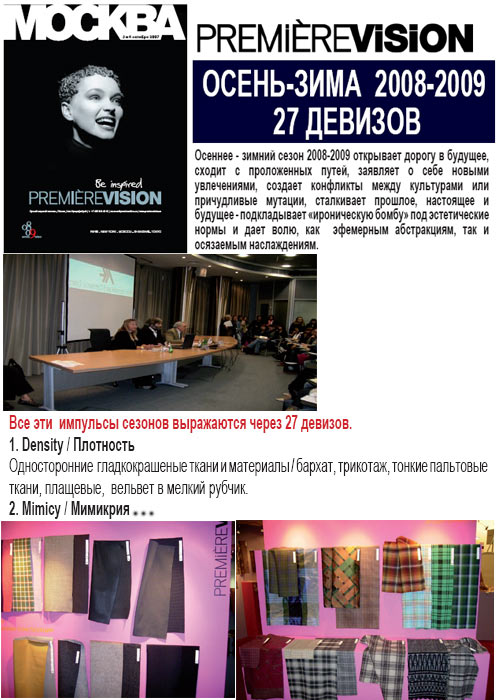 МОСКВА
PREMIÈREVISION
ОСЕНЬ-ЗИМА 2008-2009
27 ДЕВИЗОВ
Осеннее - зимний сезон 2008-2009 открывает дорогу в будущее,
сходит с проложенных путей, заявляет о себе новыми
увлечениями, создает конфликты между культурами или
причудливые мутации, сталкивает прошлое, настоящее и
будущее - подкладывает «ироническую бомбу» под эстетические
нормы и дает волю, как эфемерным абстракциям, так и
осязаемым наслаждениям.
Be inspired
PREMIÈREVISION
Все эти импульсы сезонов выражаются через 27 девизов.
1. Density / Плотность
Односторонние гладкокрашеные ткани и материалы / бархат, трикотаж, тонкие пальтовые
ткани, плащевые, вельвет в мелкий рубчик.
2. Mimicy / Мимикрия . . .
PREMIÈREVISION